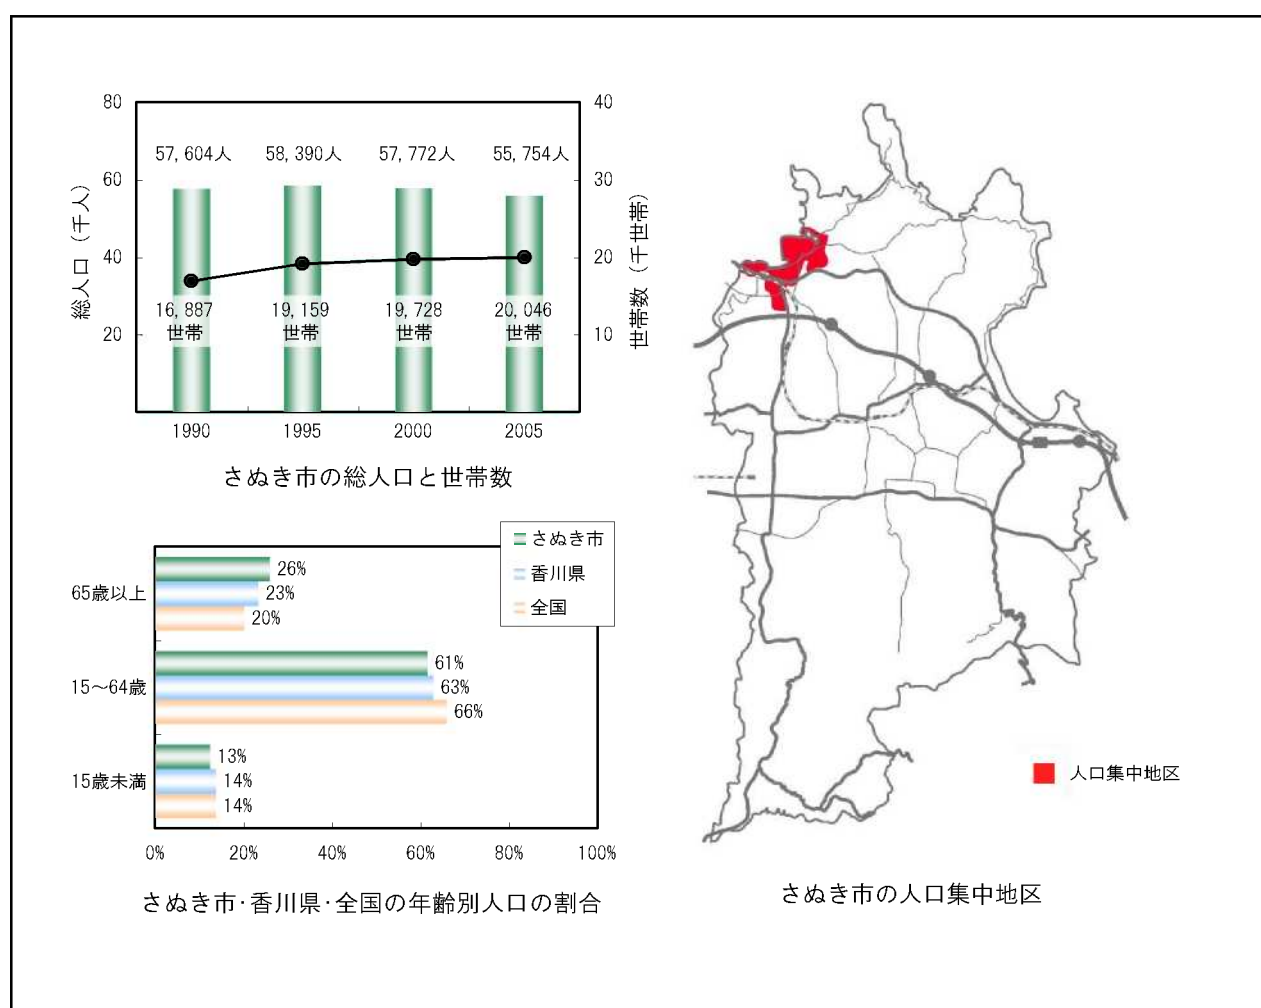 総人口（千人）
80
60
40
20
世帯数（千世帯）
40
30
20
10
57,604人
58,390人
57,772人
55,754人
16,887
世帯
19,159
世帯
19,728
世帯
20,046
世帯
1990
1995
2000
2005
さぬき市の総人口と世帯数
さぬき市
香川県
全国
65歳以上
26%
23%
20%
15～64歳
61%
63%
66%
15歳未満
13%
14%
14%
0%
20%
40%
60%
80%
100%
さぬき市･香川県･全国の年齢別人口の割合
人口集中地区
さぬき市の人口集中地区